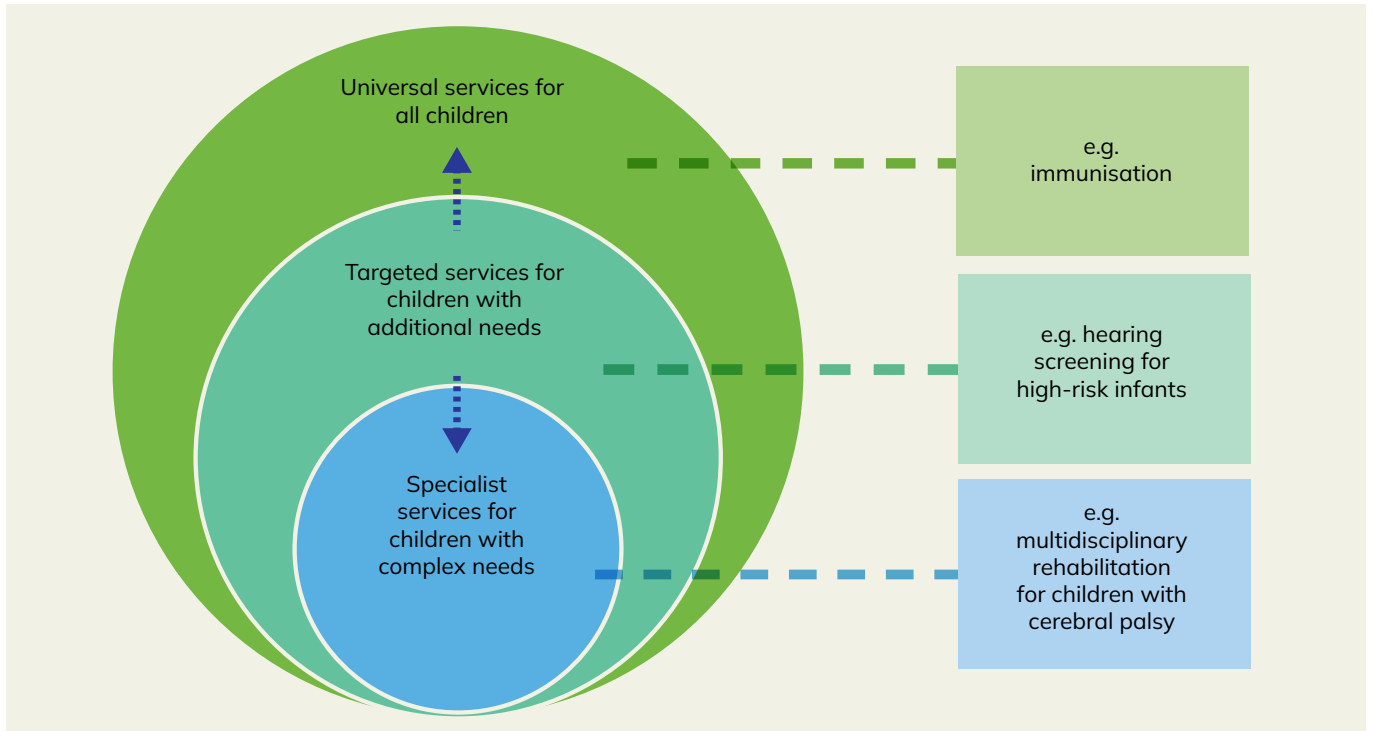 Universal services for
all children
e.g.
immunisation
Targeted services for
children with
additional needs
e.g. hearing
screening for
high-risk infants
Specialist
services for
children with
complex needs
e.g.
multidisciplinary
rehabilitation
for children with
cerebral palsy